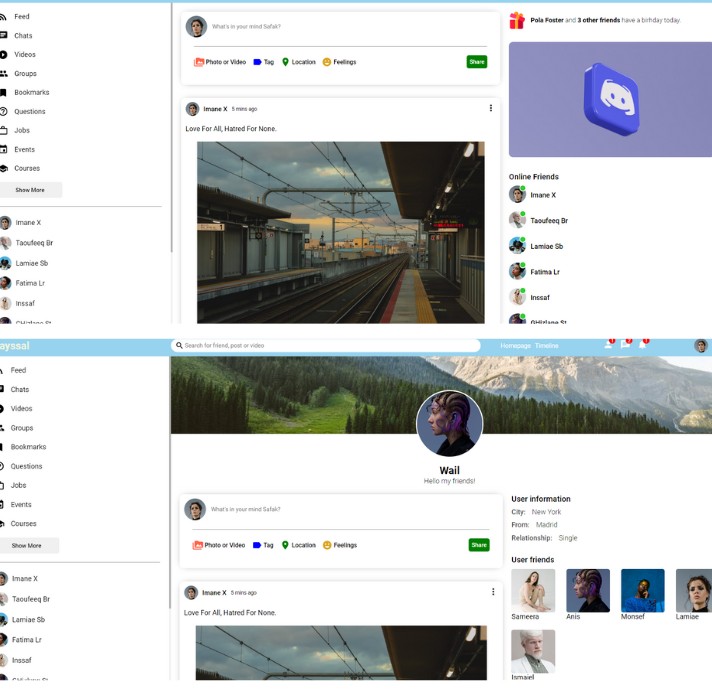 Feed
Chats
Videos
Groups
Bookmarks
Questions
Jobs
Events
Courses
Show More
Imane X
Taoufeeq Br
Lamiae Sb
Fatima Lr
Inssaf
GHizlane St
What's in your mind Safak?
Photo or Video Tag Location Feelings Share
Imane X 5 mins ago
Love For All, Hatred For None.
Pola Foster and 3 other friends have a birhday today.
Online Friends
Imane X
Taoufeeq Br
Lamiae Sb
Fatima Lr
Inssaf
GHizlane St
ayssal
Search for friend, post or video
Homepage Timeline
Feed
Chats
Videos
Groups
Bookmarks
Questions
Jobs
Events
Courses
Show More
Imane X
Taoufeeq Br
Lamiae Sb
Fatima Lr
Inssaf
GHizlane St
Wail
Hello my friends!
What's in your mind Safak?
Photo or Video Tag Location Feelings Share
Imane X 5 mins ago
Love For All, Hatred For None.
User information
City: New York
From: Madrid
Relationship: Single
User friends
Sameera Anis Monsef Lamiae
Ismaiel